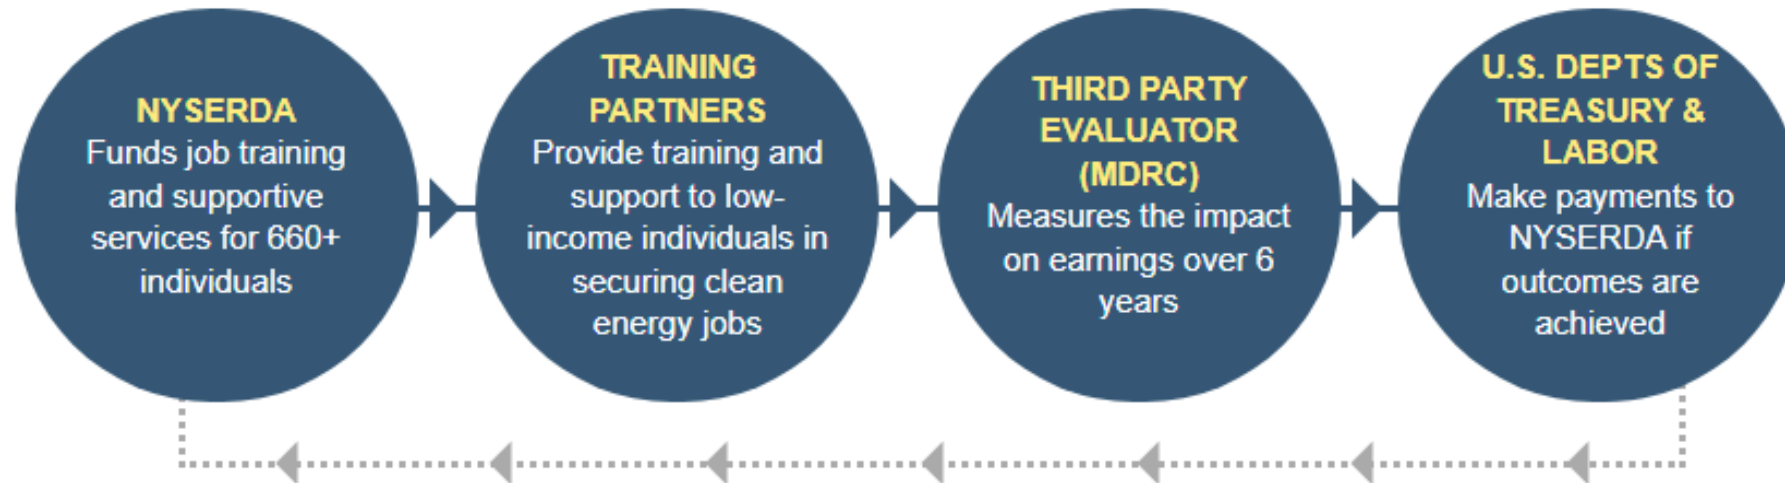 NYSERDA
Funds job training
and supportive
services for 660+
individuals
TRAINING
PARTNERS
Provide training and
support to low-
income individuals in
securing clean
energy jobs
THIRD PARTY
EVALUATOR
(MDRC)
Measures the impact
on earnings over 6
years
U.S. DEPTS OF
TREASURY &
LABOR
Make payments to
NYSERDA if
outcomes are
achieved